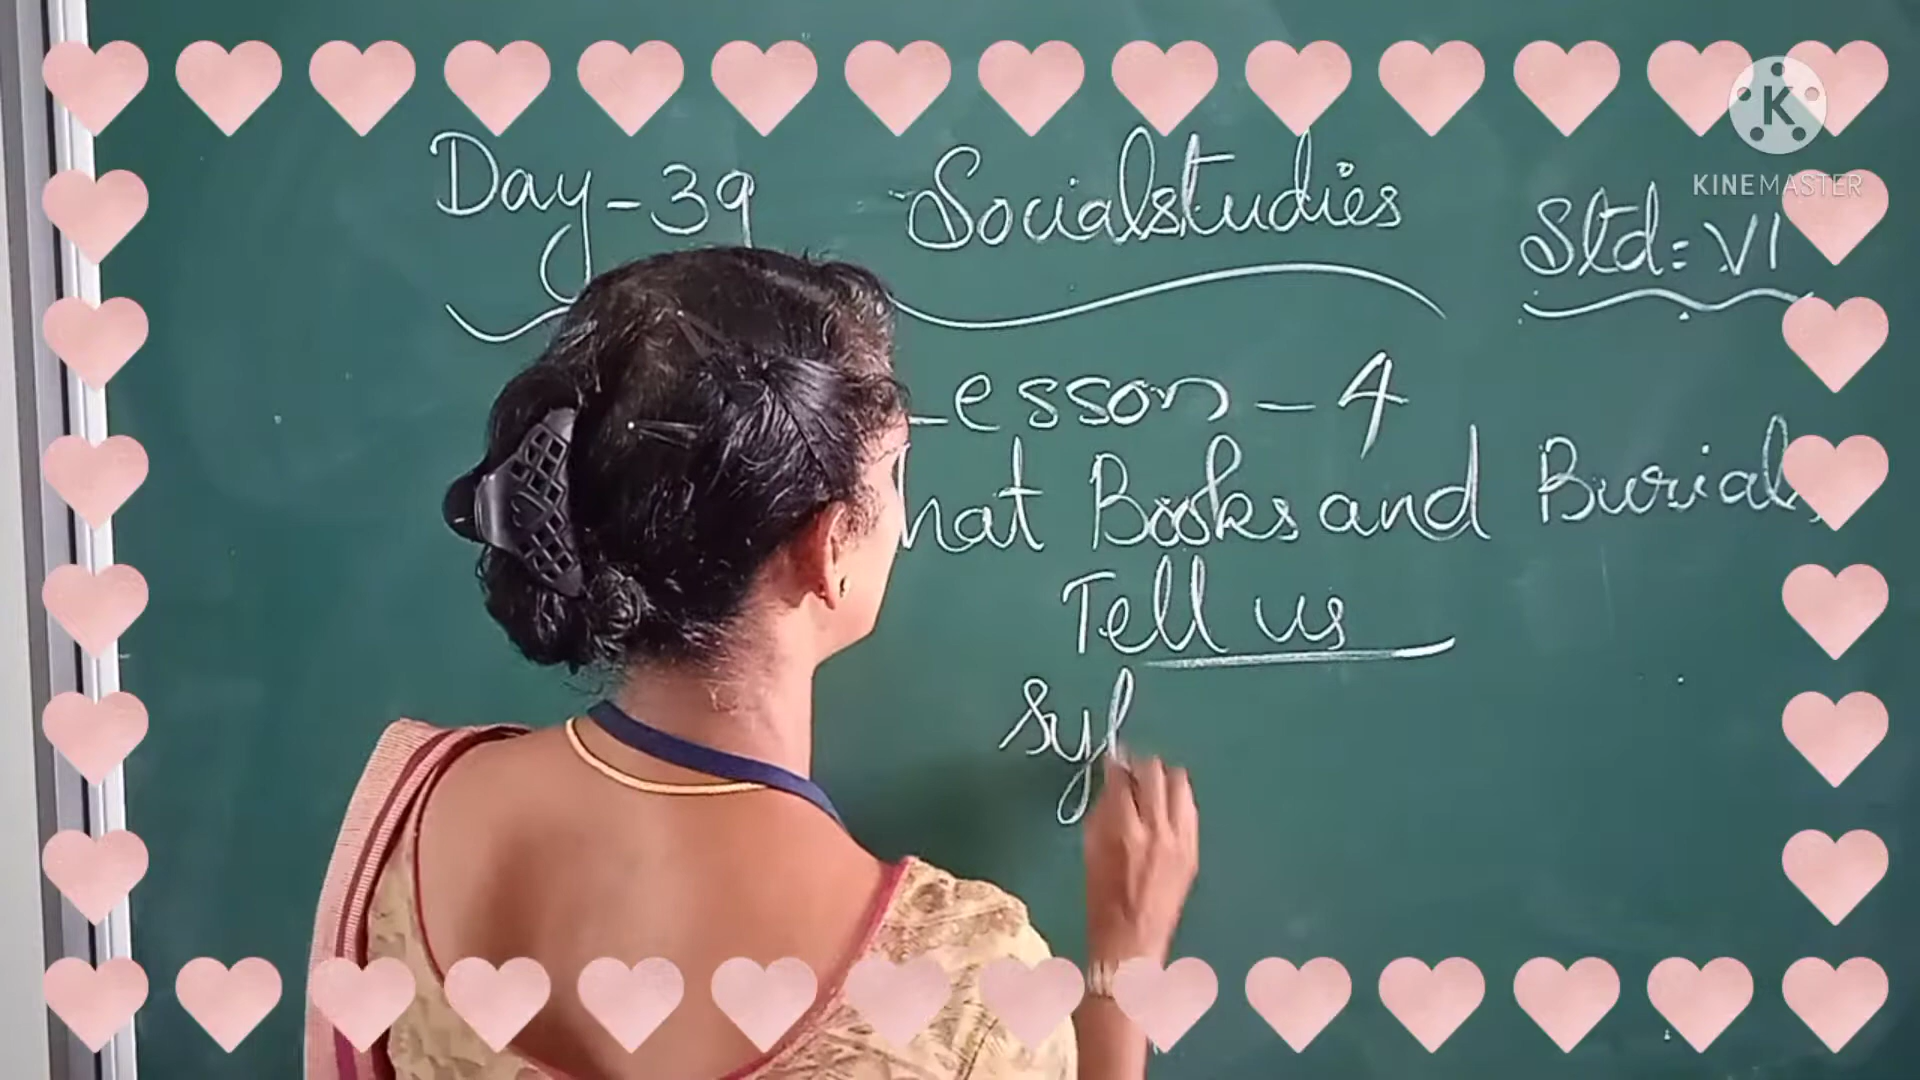 Day - 39 Socialstudies Std: VI
Lesson - 4
hat Books and Burials
Tell us
Syl
K
KINEMASTER